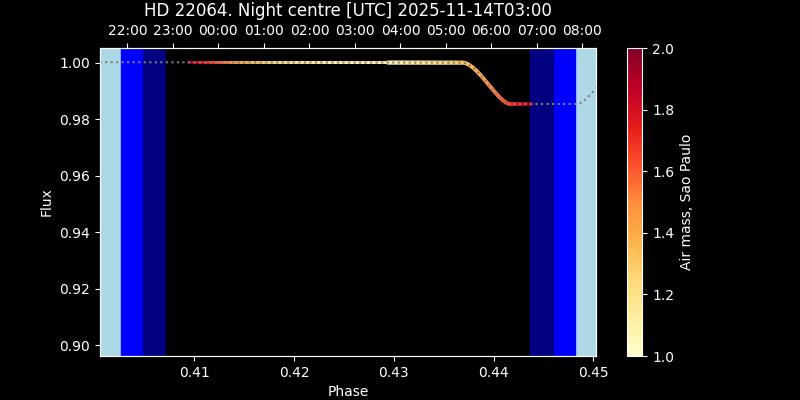 HD 22064. Night centre [UTC] 2025-11-14T03:00
22:00 23:00 00:00 01:00 02:00 03:00 04:00 05:00 06:00 07:00 08:00
1.00
0.98
0.96
0.94
0.92
0.90
Flux
0.41 0.42 0.43 0.44 0.45
Phase
2.0
1.8
1.6
1.4
1.2
1.0
Air mass, Sao Paulo